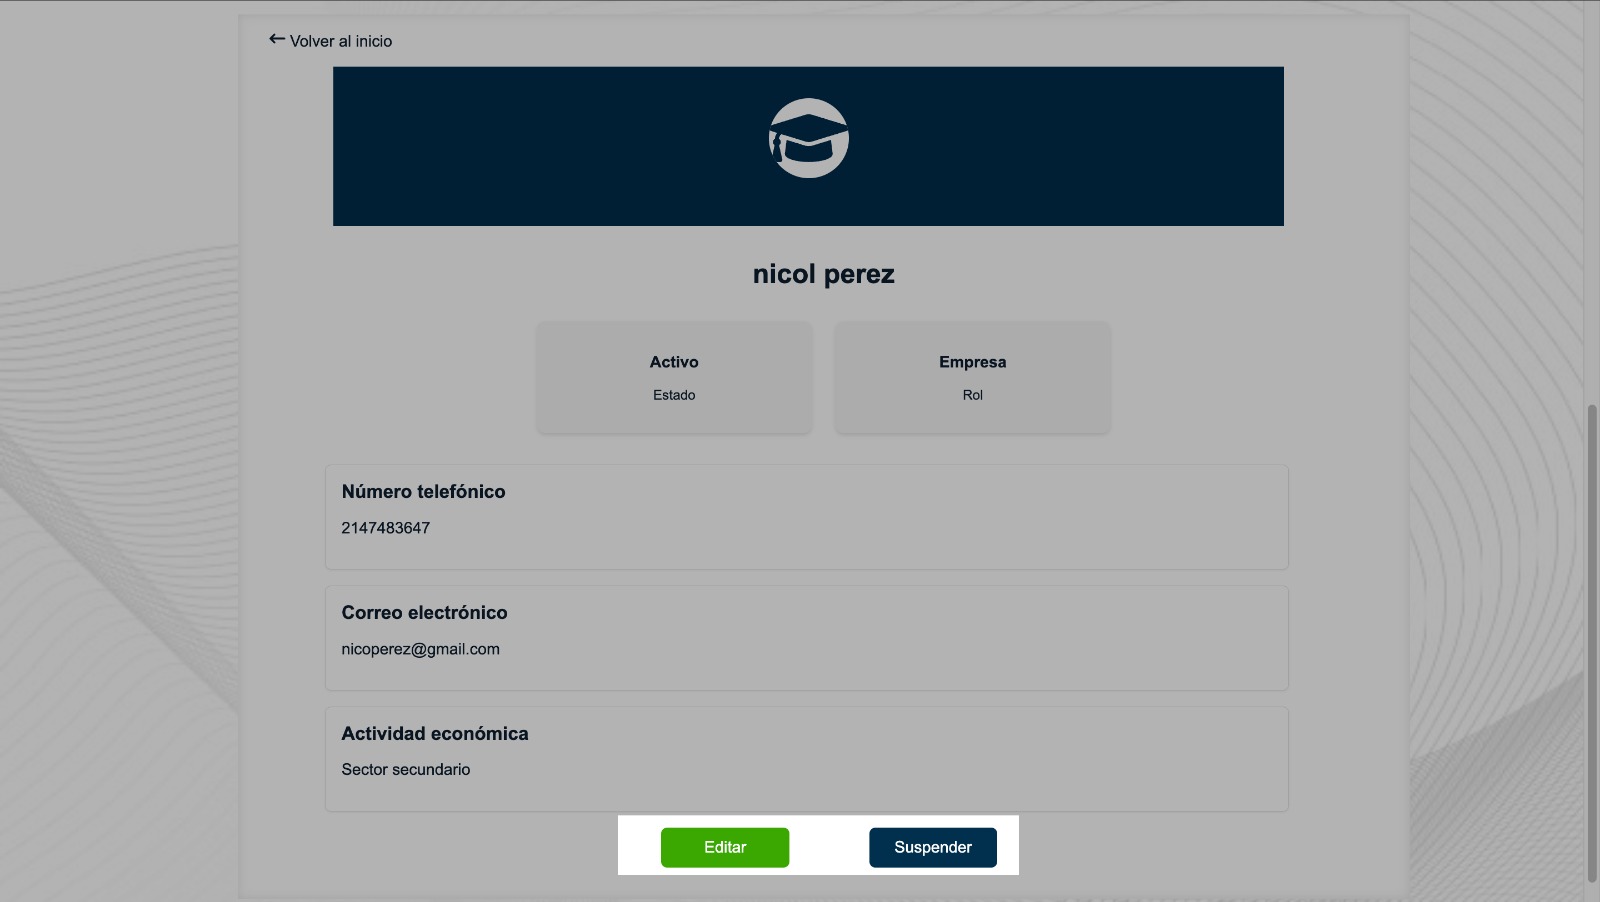 ← Volver al inicio
nicol perez
Activo
Estado
Empresa
Rol
Número telefónico
2147483647
Correo electrónico
nicoperez@gmail.com
Actividad económica
Sector secundario
Editar
Suspender